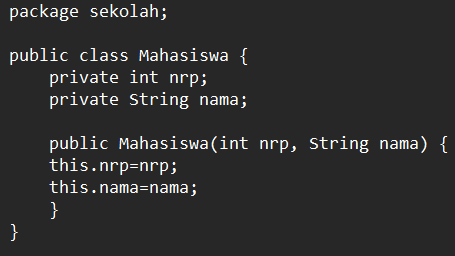 package sekolah;

public class Mahasiswa {
    private int nrp;
    private String nama;

    public Mahasiswa(int nrp, String nama) {
    this.nrp=nrp;
    this.nama=nama;
    }
}